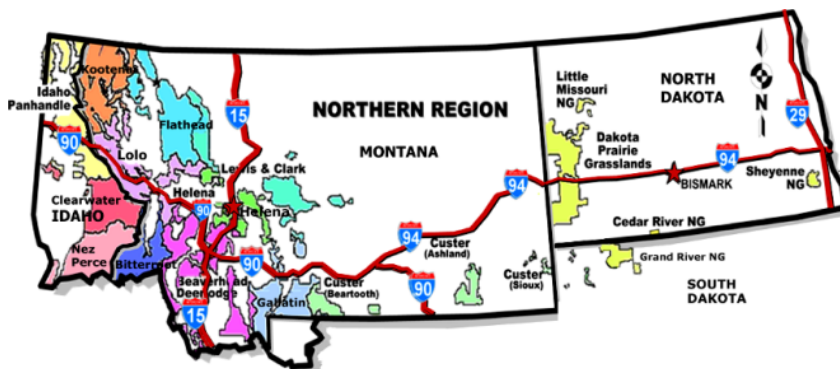 Idaho
Panhandle
Kootenai
90
Lolo
Flathead
15
NORTHERN REGION
MONTANA
Lewis & Clark
Helena
90
Helena
Clearwater
IDAHO
Nez
Perce
Bitterroot
Beaverhead
Deerlodge
15
90
Gallatin
Custer
(Beartooth)
94
Custer
(Ashland)
90
94
Custer
(Sioux)
Little
Missouri
NG
NORTH
DAKOTA
N
29
Dakota
Prairie
Grasslands
94
BISMARK
Sheyenne
NG
Cedar River NG
Grand River NG
SOUTH
DAKOTA